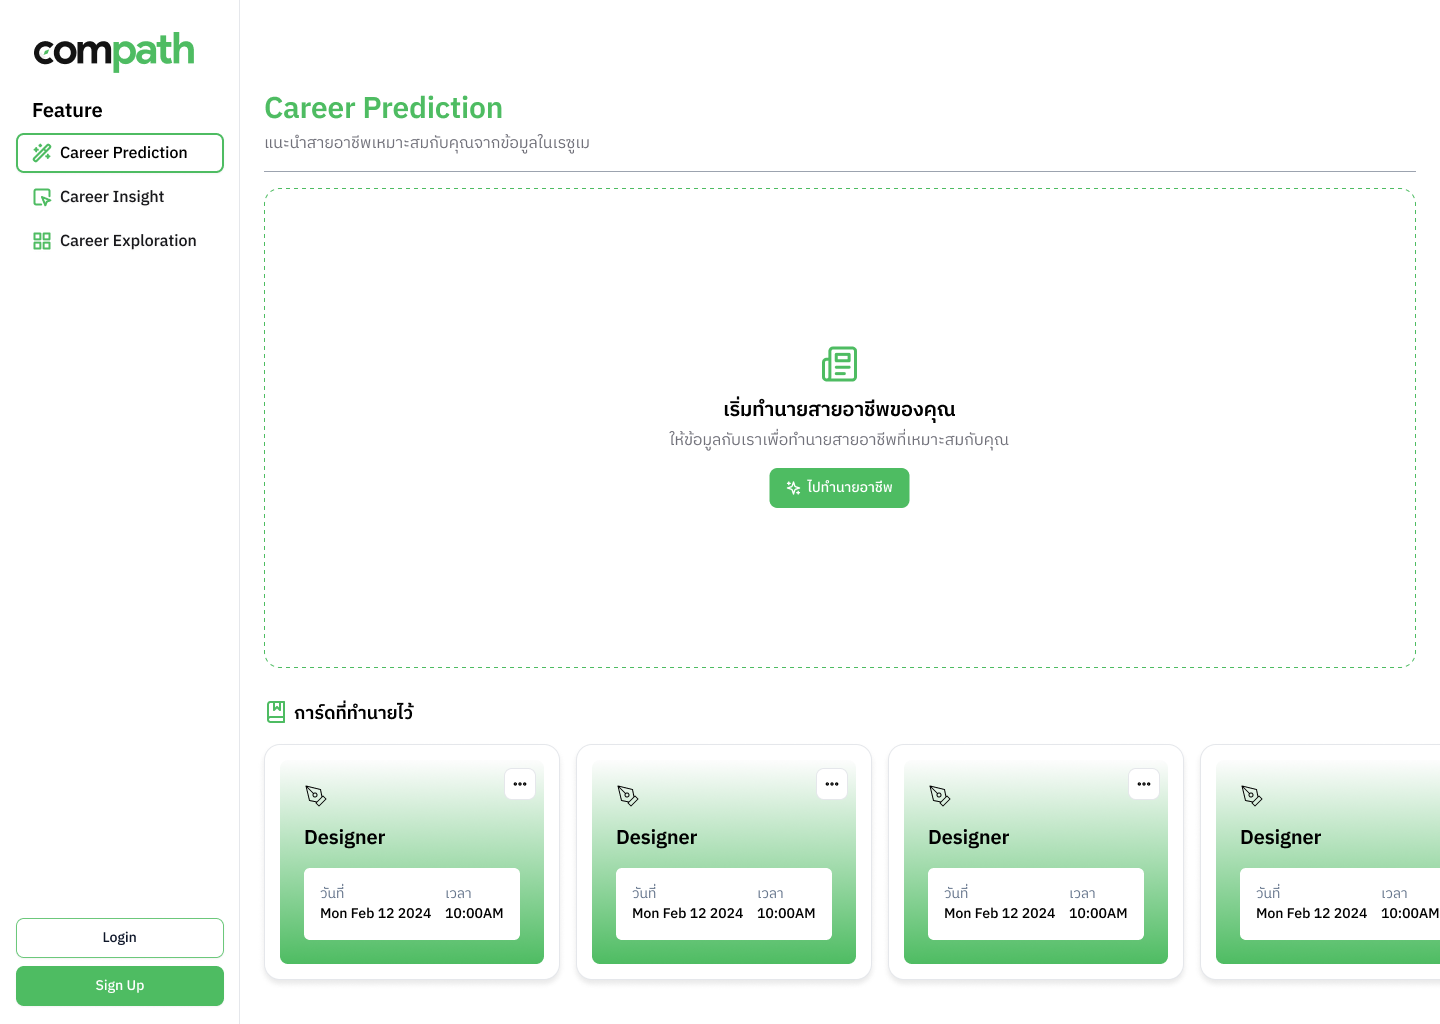 compath
Feature
Career Prediction
Career Insight
Career Exploration
Login
Sign Up
Career Prediction
แนะนำสายอาชีพเหมาะสมกับคุณจากข้อมูลในเรซูเม
เริ่มทำนายสายอาชีพของคุณ
ให้ข้อมูลกับเราเพื่อทำนายสายอาชีพที่เหมาะสมกับคุณ
ไปทำนายอาชีพ
การ์ดที่ทำนายไว้
Designer
วันที่ เวลา
Mon Feb 12 2024 10:00AM
Designer
วันที่ เวลา
Mon Feb 12 2024 10:00AM
Designer
วันที่ เวลา
Mon Feb 12 2024 10:00AM
Designer
วันที่ เวลา
Mon Feb 12 2024 10:00AM